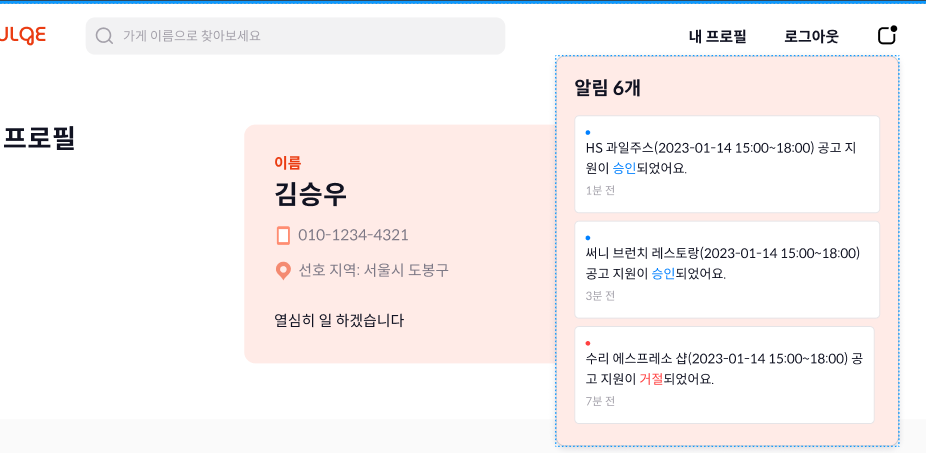 ULGE
가게 이름으로 찾아보세요
내 프로필
로그아웃
알림 6개
프로필
HS 과일주스(2023-01-14 15:00~18:00) 공고 지
원이 승인되었어요.
1분 전
이름
김승우
010-1234-4321
선호 지역: 서울시 도봉구
열심히 일 하겠습니다
써니 브런치 레스토랑(2023-01-14 15:00~18:00)
공고 지원이 승인되었어요.
3분 전
수리 에스프레소 샵(2023-01-14 15:00~18:00) 공
고 지원이 거절되었어요.
7분 전